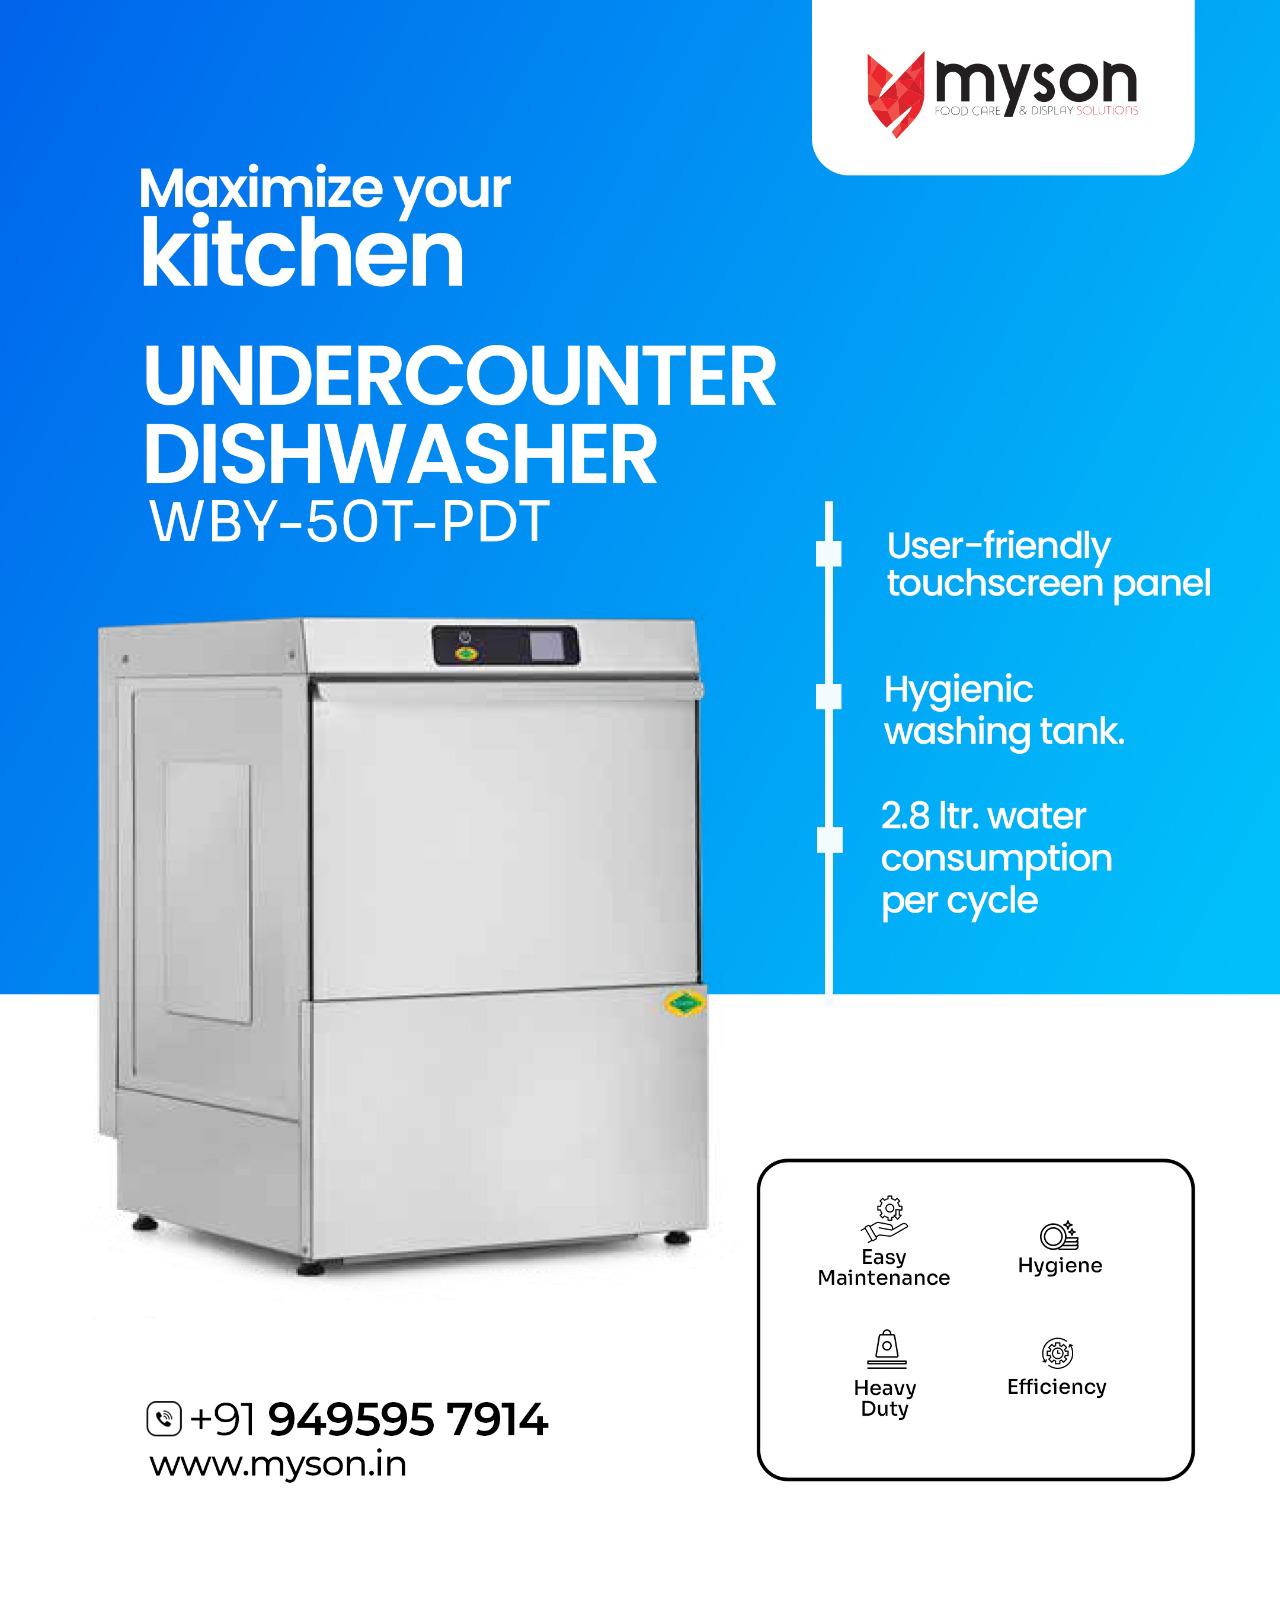 myson
FOOD CARE & DISPLAY SOLUTIONS
Maximize your
kitchen
UNDERCOUNTER
DISHWASHER
WBY-50T-PDT
User-friendly
touchscreen panel
Hygienic
washing tank.
2.8 ltr. water
consumption
per cycle
Easy
Maintenance
Hygiene
Heavy
Duty
Efficiency
+91 949595 7914
www.myson.in